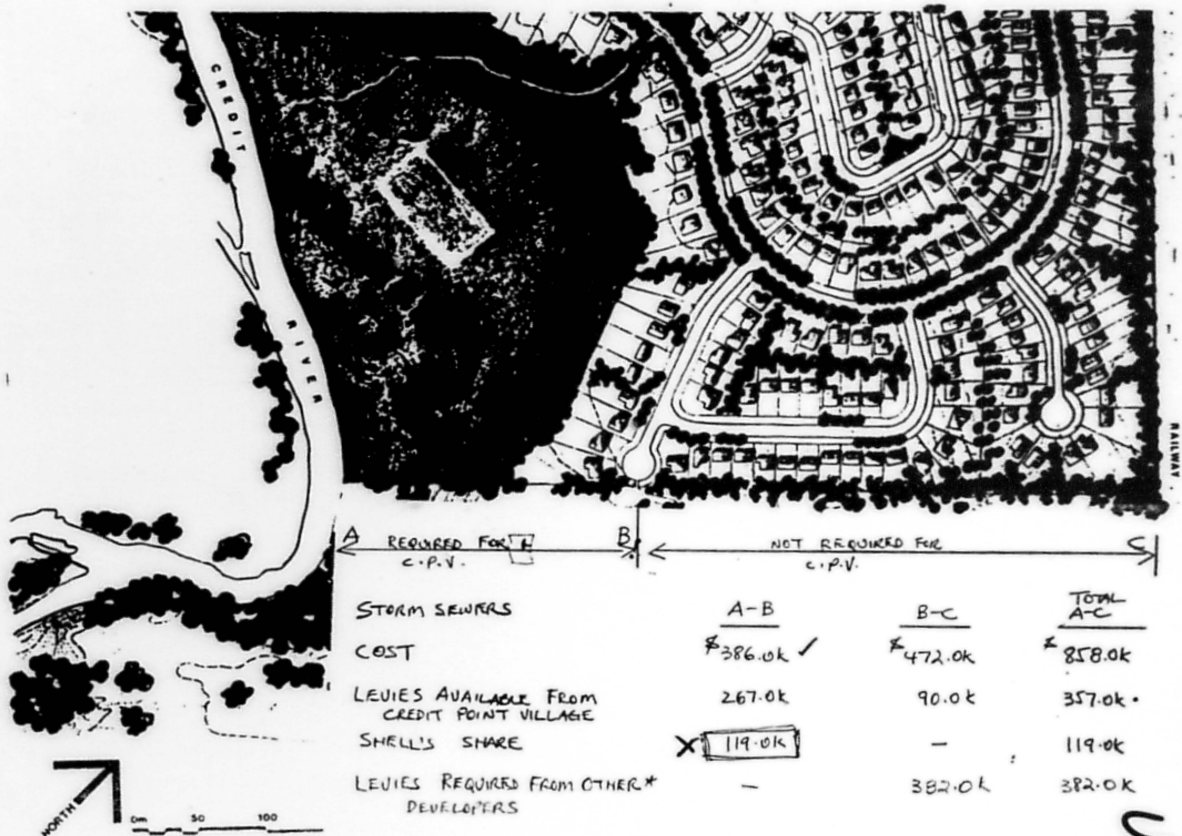 CREDIT
RIVER
RAILWAY
A REQUIRED FOR B NOT REQUIRED FOR C
C.P.V. C.P.V.
STORM SEWERS A-B B-C TOTAL A-C
COST $386.0k ✓ $472.0k $858.0k
LEVIES AVAILABLE FROM 267.0k 90.0k 357.0k
CREDIT POINT VILLAGE
SHELL'S SHARE X 119.0k — 119.0k
LEVIES REQUIRED FROM OTHER* — 382.0k 382.0k
DEVELOPERS
NORTH
0m 50 100